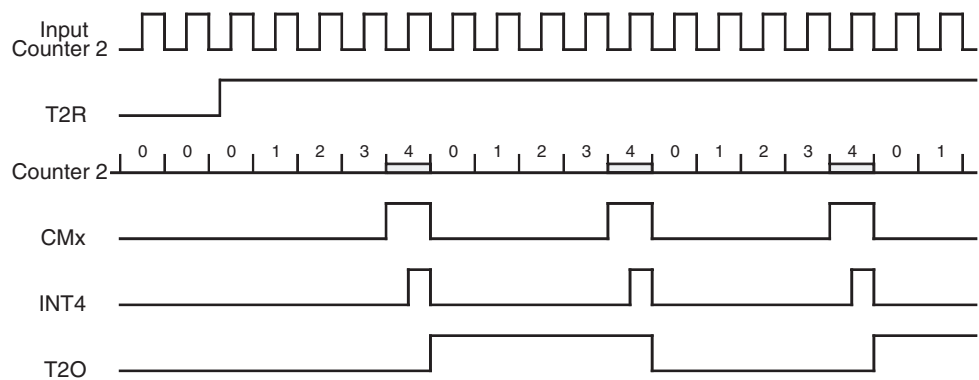 Input
Counter 2
T2R
Counter 2 0 0 0 1 2 3 4 0 1 2 3 4 0 1 2 3 4 0 1
CMx
INT4
T2O